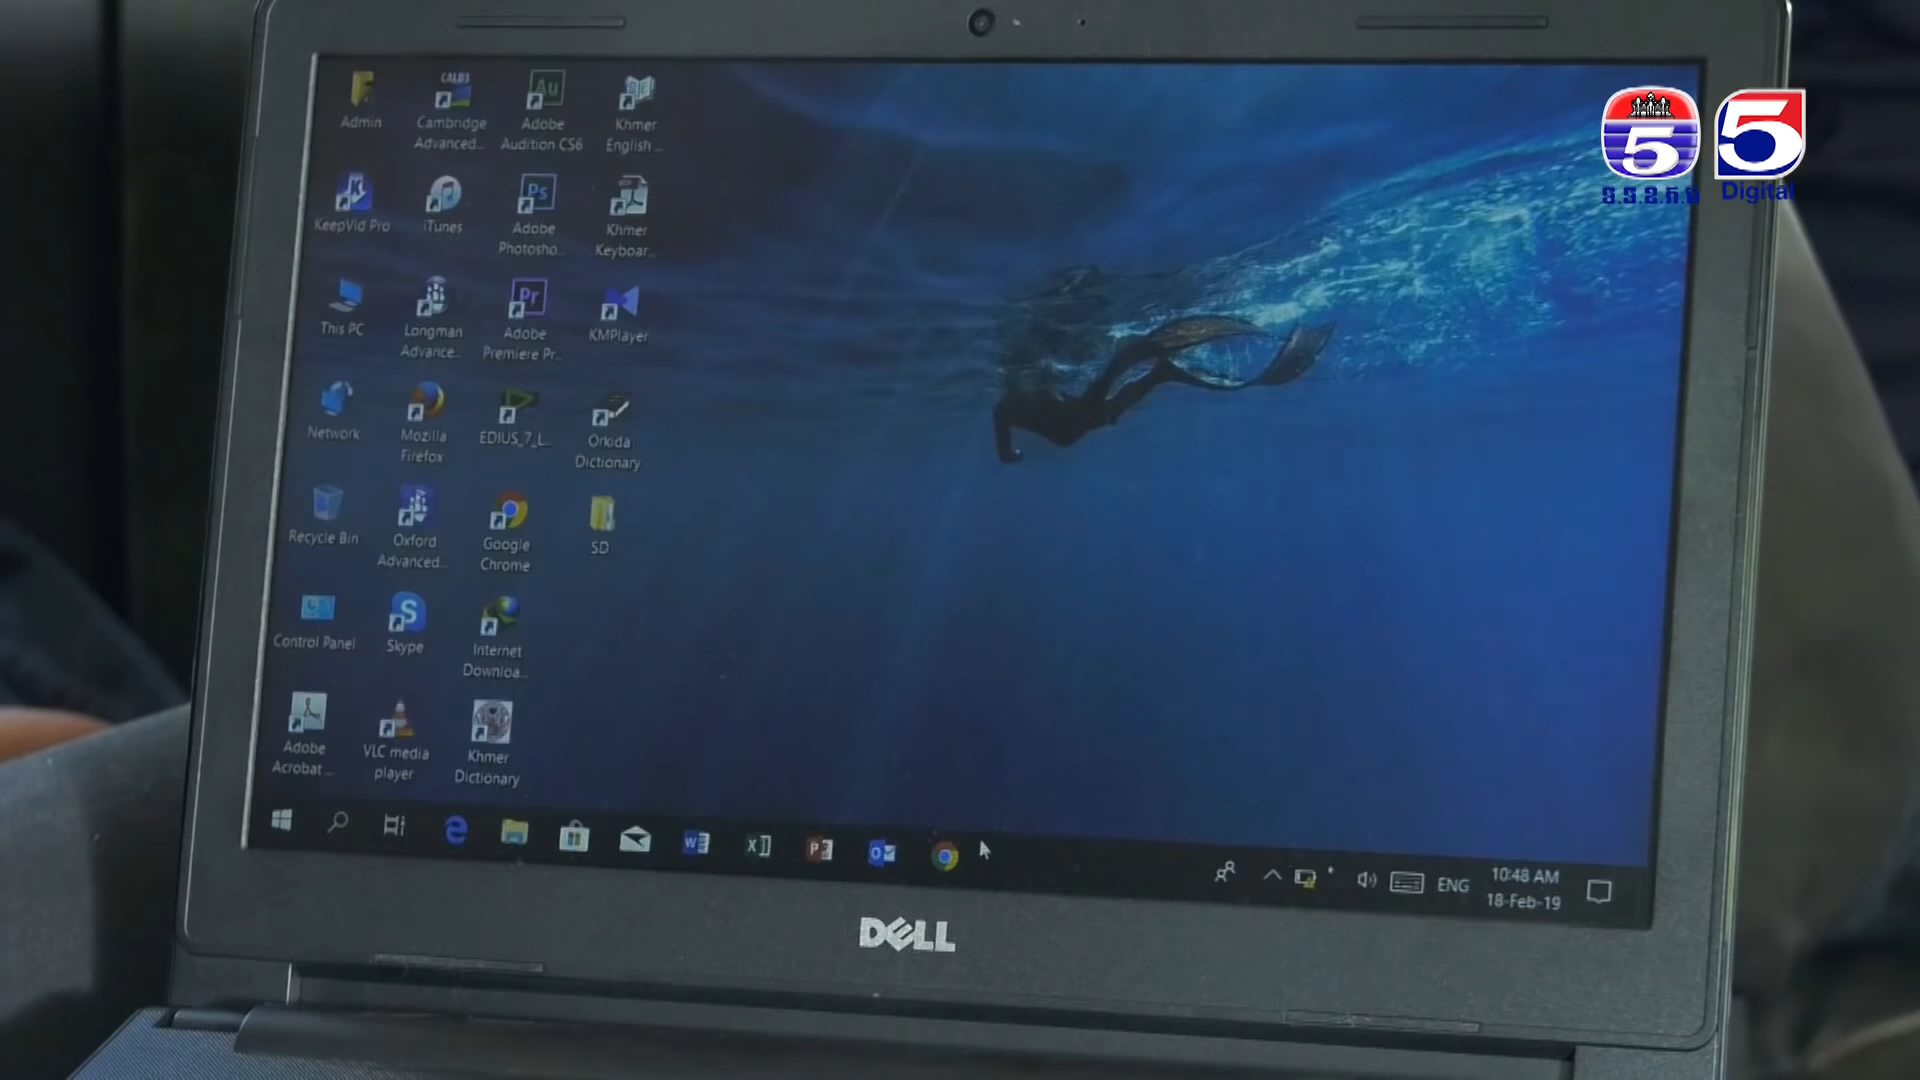 Admin
CALD3
Cambridge
Advanced...
Au
Adobe
Audition CS6
Khmer
English ...
KeepVid Pro
iTunes
Ps
Adobe
Photosho...
Khmer
Keyboar...
This PC
Longman
Advance...
Pr
Adobe
Premiere Pr...
KMPlayer
Network
Mozilla
Firefox
EDIUS_7_L...
Orkida
Dictionary
Recycle Bin
Oxford
Advanced...
Google
Chrome
SD
Control Panel
S
Skype
Internet
Downloa...
Adobe
Acrobat ...
VLC media
player
Khmer
Dictionary
ENG
10:48 AM
18-Feb-19
DELL
5
5
Digital